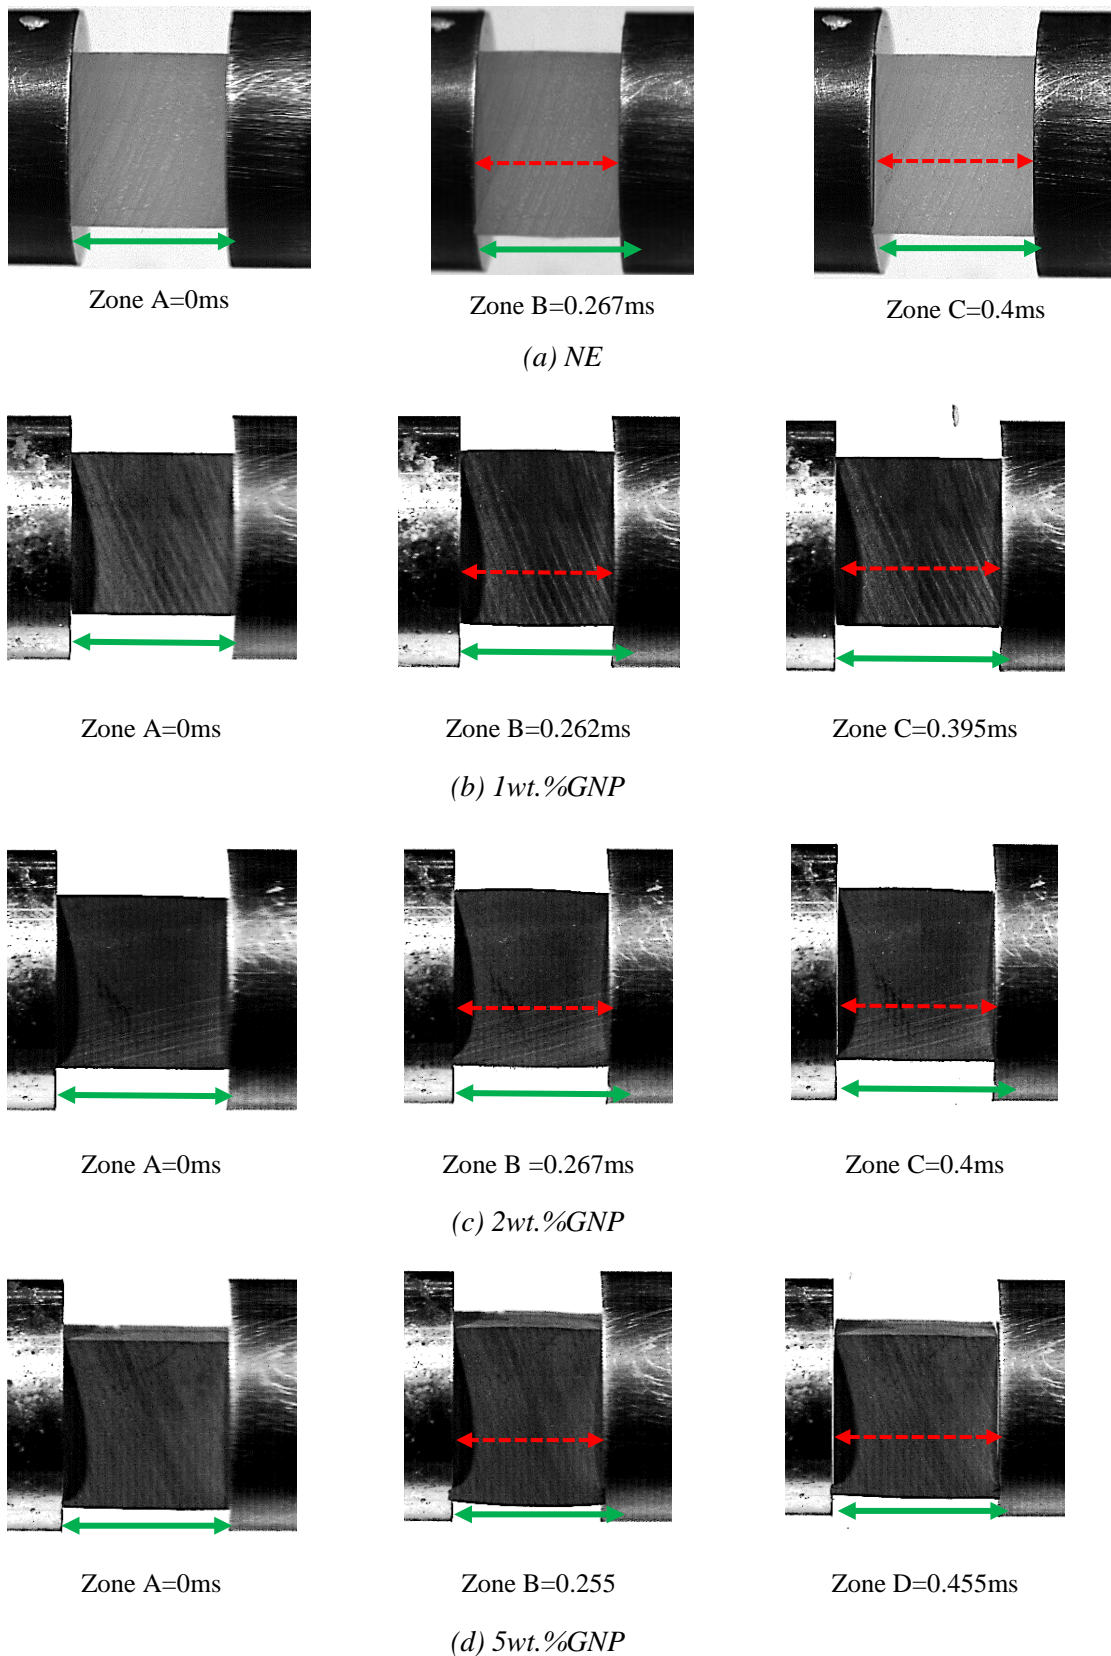 Zone A=0ms
Zone B=0.267ms
Zone C=0.4ms
(a) NE
Zone A=0ms
Zone B=0.262ms
Zone C=0.395ms
(b) 1wt.%GNP
Zone A=0ms
Zone B =0.267ms
Zone C=0.4ms
(c) 2wt.%GNP
Zone A=0ms
Zone B=0.255
Zone D=0.455ms
(d) 5wt.%GNP